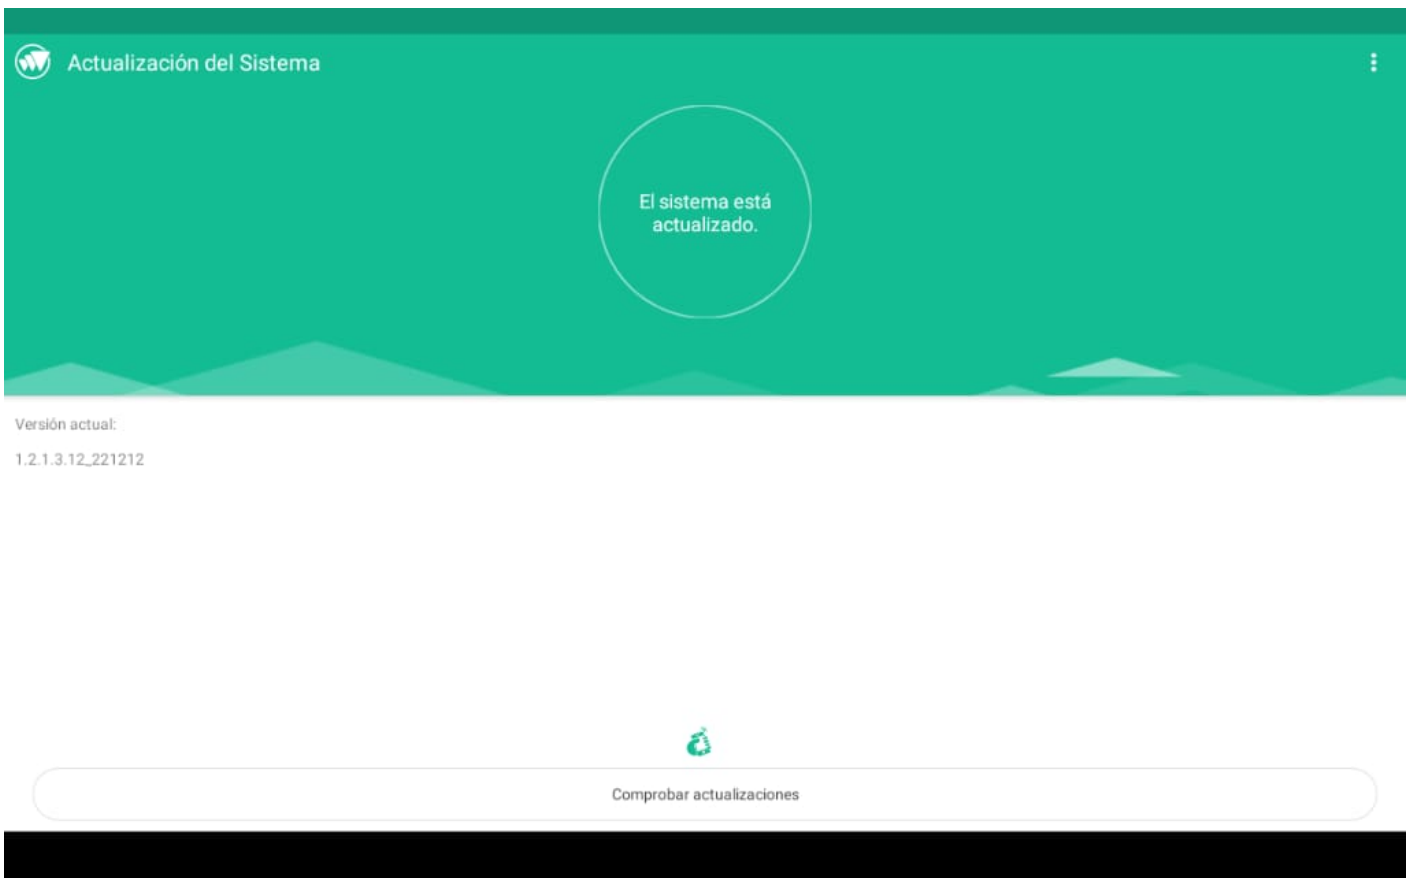 Actualización del Sistema
El sistema está
actualizado.
Versión actual:
1.2.1.3.12_221212
Comprobar actualizaciones